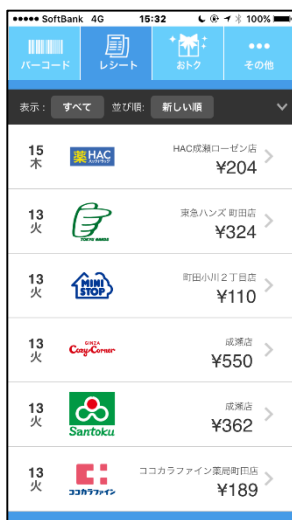 SoftBank 4G 15:32 100%
バーコード レシート おトク その他
表示: すべて 並び順: 新しい順
15
木
薬 HAC
HAC成瀬ローゼン店
¥204
13
火
TOKYU HANDS
東急ハンズ 町田店
¥324
13
火
MINI
STOP
町田小川2丁目店
¥110
13
火
GINZA
Cozy Corner
成瀬店
¥550
13
火
Santoku
成瀬店
¥362
13
火
ココカラファイン
ココカラファイン薬局町田店
¥189